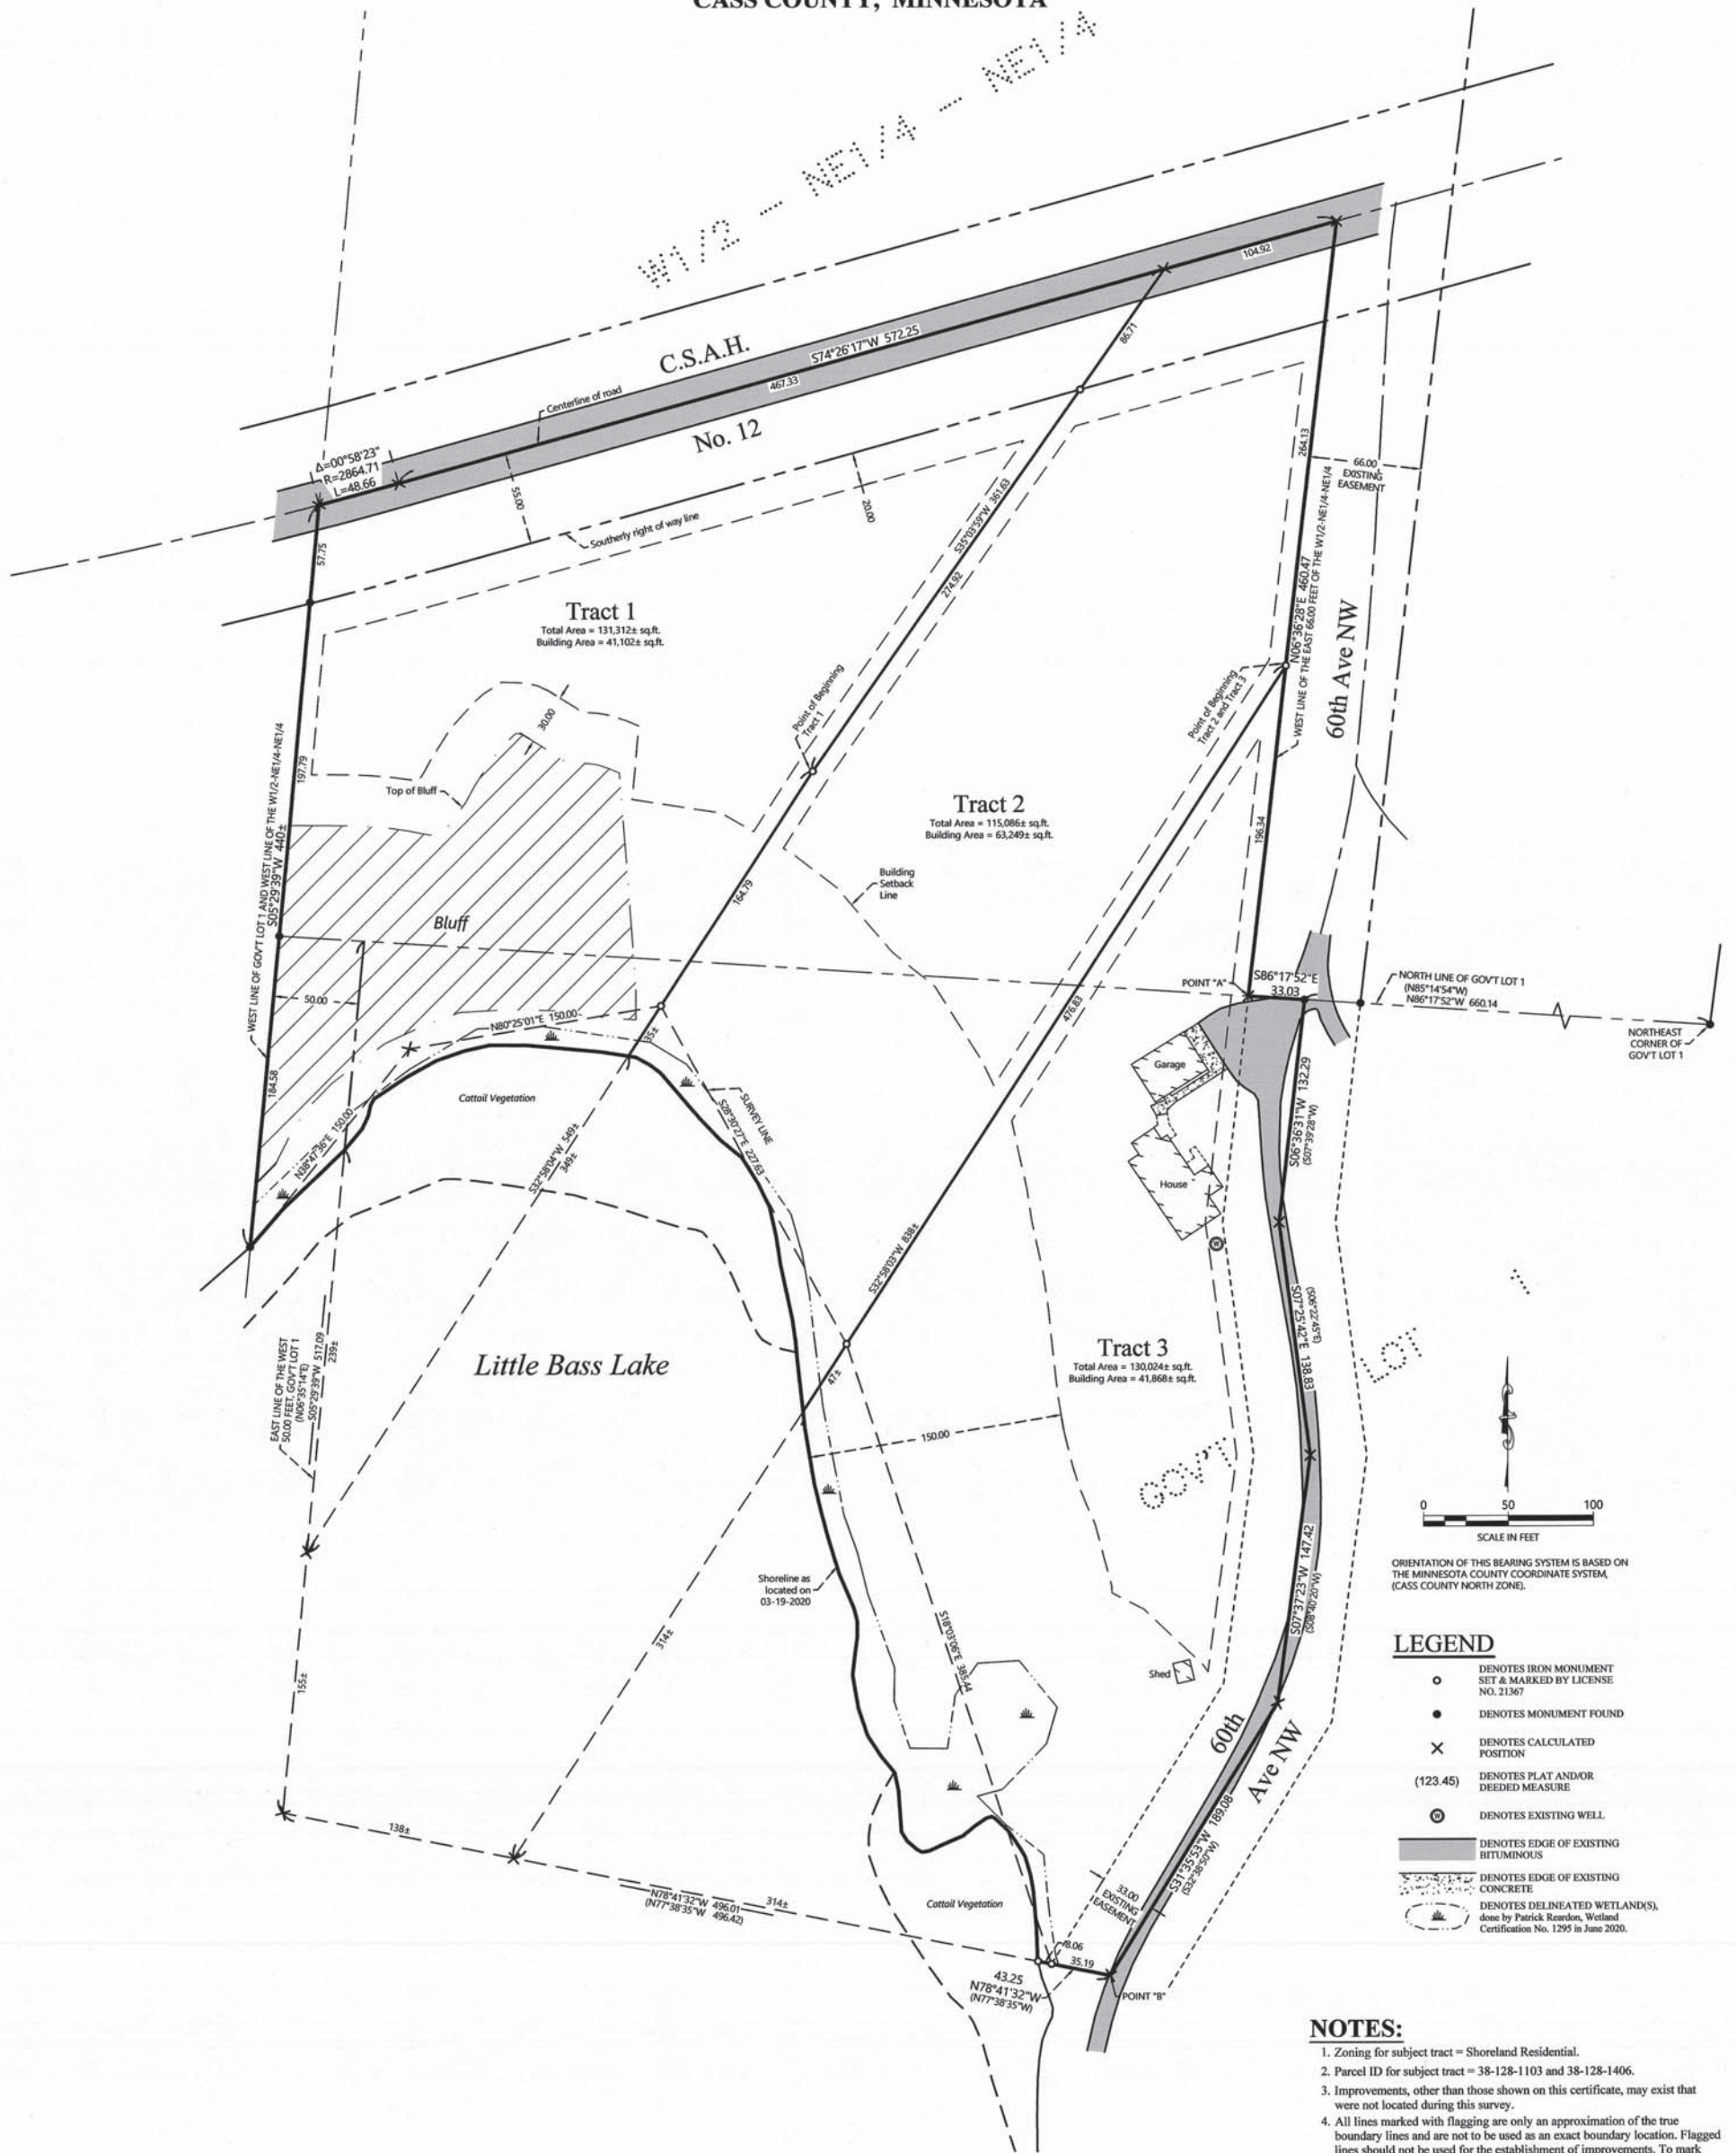 CASS COUNTY, MINNESOTA
W1/2 — NE1/4 — NE1/4
104.92
86.71
C.S.A.H.
S74°26'17"W 572.25
467.33
Centerline of road
No. 12
Δ=00°58'23"
R=2864.71
L=48.66
55.00
20.00
Southerly right of way line
57.75
264.13
66.00
EXISTING
EASEMENT
S35°03'59"W 361.63
274.92
N06°36'28"E 460.47
WEST LINE OF THE EAST 66.00 FEET OF THE W1/2-NE1/4-NE1/4
60th Ave NW
Tract 1
Total Area = 131,312± sq.ft.
Building Area = 41,102± sq.ft.
Point of Beginning
Tract 1
Point of Beginning
Tract 2 and Tract 3
30.00
Top of Bluff
197.79
WEST LINE OF GOV'T LOT 1 AND WEST LINE OF THE W1/2-NE1/4-NE1/4
S05°29'39"W 440±
Tract 2
Total Area = 115,086± sq.ft.
Building Area = 63,249± sq.ft.
196.34
164.79
Building
Setback
Line
Bluff
50.00
POINT "A"
S86°17'52"E
33.03
NORTH LINE OF GOV'T LOT 1
(N85°14'54"W)
N86°17'52"W 660.14
NORTHEAST
CORNER OF
GOV'T LOT 1
476.83
N80°25'01"E 150.00
35±
Garage
184.58
Cattail Vegetation
N38°47'36"E 150.00
SURVEY LINE
S28°30'27"E 227.63
S32°58'04"W 549±
349±
S06°36'31"W 132.29
(S07°39'28"W)
House
W
S32°58'03"W 838±
S07°25'42"E 138.83
(S06°22'45"E)
EAST LINE OF THE WEST
50.00 FEET, GOV'T LOT 1
(N06°35'14"E)
S05°29'39"W 517.09
239±
Little Bass Lake
Tract 3
Total Area = 130,024± sq.ft.
Building Area = 41,868± sq.ft.
47±
150.00
GOV'T LOT 1
0 50 100
SCALE IN FEET
ORIENTATION OF THIS BEARING SYSTEM IS BASED ON
THE MINNESOTA COUNTY COORDINATE SYSTEM,
(CASS COUNTY NORTH ZONE).
S07°37'23"W 147.42
(S08°40'20"W)
Shoreline as
located on
03-19-2020
S18°03'06"E 385.44
314±
155±
Shed
60th
Ave NW
LEGEND
DENOTES IRON MONUMENT
SET & MARKED BY LICENSE
NO. 21367
DENOTES MONUMENT FOUND
DENOTES CALCULATED
POSITION
(123.45) DENOTES PLAT AND/OR
DEEDED MEASURE
W DENOTES EXISTING WELL
DENOTES EDGE OF EXISTING
BITUMINOUS
DENOTES EDGE OF EXISTING
CONCRETE
DENOTES DELINEATED WETLAND(S),
done by Patrick Reardon, Wetland
Certification No. 1295 in June 2020.
138±
S31°35'53"W 189.08
(S32°38'50"W)
N78°41'32"W 496.01
(N77°38'35"W 496.42)
314±
Cattail Vegetation
33.00
EXISTING
EASEMENT
8.06
35.19
43.25
N78°41'32"W
(N77°38'35"W)
POINT "B"
NOTES:
1. Zoning for subject tract = Shoreland Residential.
2. Parcel ID for subject tract = 38-128-1103 and 38-128-1406.
3. Improvements, other than those shown on this certificate, may exist that
were not located during this survey.
4. All lines marked with flagging are only an approximation of the true
boundary lines and are not to be used as an exact boundary location. Flagged
lines should not be used for the establishment of improvements. To mark